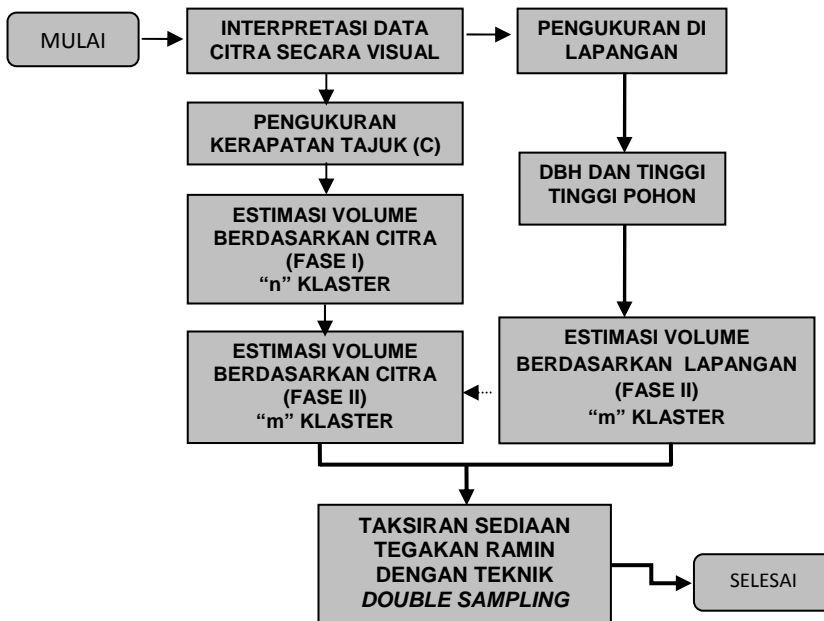 MULAI
INTERPRETASI DATA
CITRA SECARA VISUAL
PENGUKURAN DI
LAPANGAN
PENGUKURAN
KERAPATAN TAJUK (C)
DBH DAN TINGGI
TINGGI POHON
ESTIMASI VOLUME
BERDASARKAN CITRA
(FASE I)
“n” KLASTER
ESTIMASI VOLUME
BERDASARKAN CITRA
(FASE II)
“m” KLASTER
ESTIMASI VOLUME
BERDASARKAN LAPANGAN
(FASE II)
“m” KLASTER
TAKSIRAN SEDIAAN
TEGAKAN RAMIN
DENGAN TEKNIK
DOUBLE SAMPLING
SELESAI